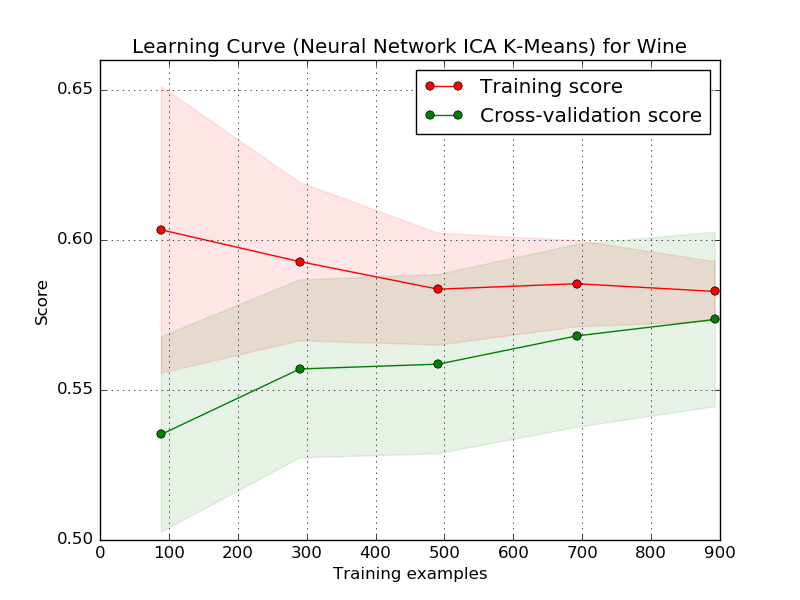 Learning Curve (Neural Network ICA K-Means) for Wine
Training score
Cross-validation score
0.65
0.60
0.55
0.50
Score
0 100 200 300 400 500 600 700 800 900
Training examples